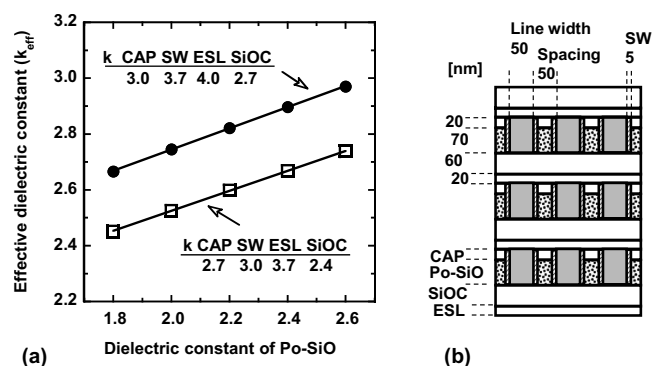 Effective dielectric constant (keff)
3.2
3.0
2.8
2.6
2.4
2.2
k CAP SW ESL SiOC
3.0 3.7 4.0 2.7
k CAP SW ESL SiOC
2.7 3.0 3.7 2.4
1.8 2.0 2.2 2.4 2.6
Dielectric constant of Po-SiO
(a)
Line width
50
Spacing
50
SW
5
[nm]
20
70
60
20
CAP
Po-SiO
SiOC
ESL
(b)